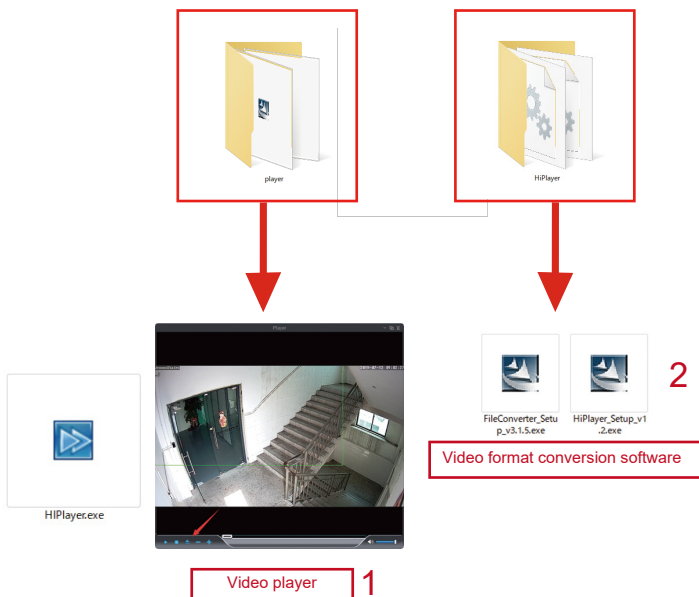 player
HiPlayer
Player
FileConverter_Setu
p_v3.1.5.exe
HiPlayer_Setup_v1
.2.exe
2
Video format conversion software
HIPlayer.exe
Video player
1